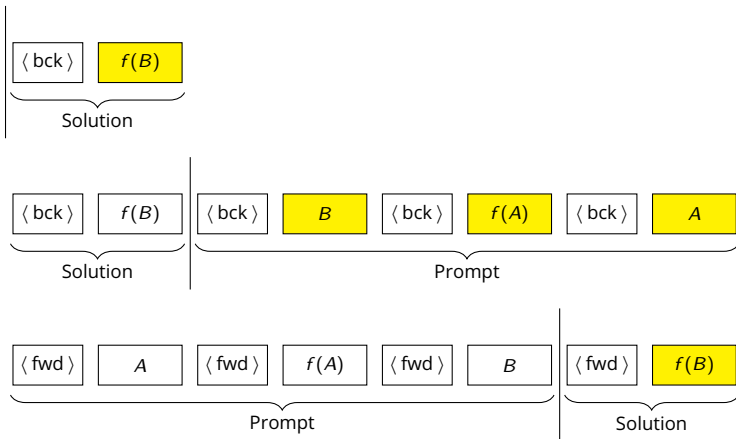 ⟨ bck ⟩ f(B)
Solution
⟨ bck ⟩ f(B) ⟨ bck ⟩ B ⟨ bck ⟩ f(A) ⟨ bck ⟩ A
Solution Prompt
⟨ fwd ⟩ A ⟨ fwd ⟩ f(A) ⟨ fwd ⟩ B ⟨ fwd ⟩ f(B)
Prompt Solution